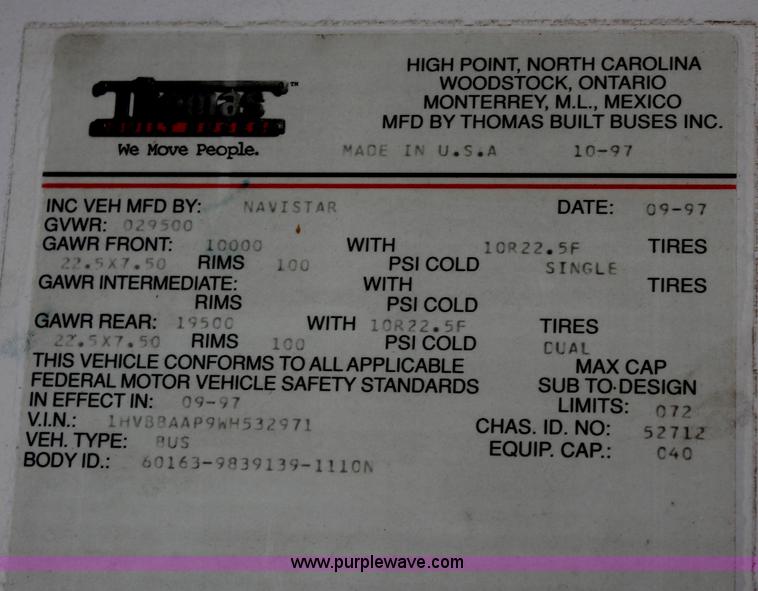 Thomas™
BUILT BUSES
We Move People.
HIGH POINT, NORTH CAROLINA
WOODSTOCK, ONTARIO
MONTERREY, M.L., MEXICO
MFD BY THOMAS BUILT BUSES INC.
MADE IN U.S.A 10-97
INC VEH MFD BY: NAVISTAR DATE: 09-97
GVWR: 029500
GAWR FRONT: 10000 WITH 10R22.5F TIRES
22.5X7.50 RIMS 100 PSI COLD SINGLE
GAWR INTERMEDIATE: WITH TIRES
RIMS PSI COLD
GAWR REAR: 19500 WITH 10R22.5F TIRES
22.5X7.50 RIMS 100 PSI COLD DUAL
THIS VEHICLE CONFORMS TO ALL APPLICABLE MAX CAP
FEDERAL MOTOR VEHICLE SAFETY STANDARDS SUB TO DESIGN
IN EFFECT IN: 09-97 LIMITS: 072
V.I.N.: 1HVBBAAP9WH532971 CHAS. ID. NO: 52712
VEH. TYPE: BUS EQUIP. CAP.: 040
BODY ID.: 60163-9839139-1110N
www.purplewave.com